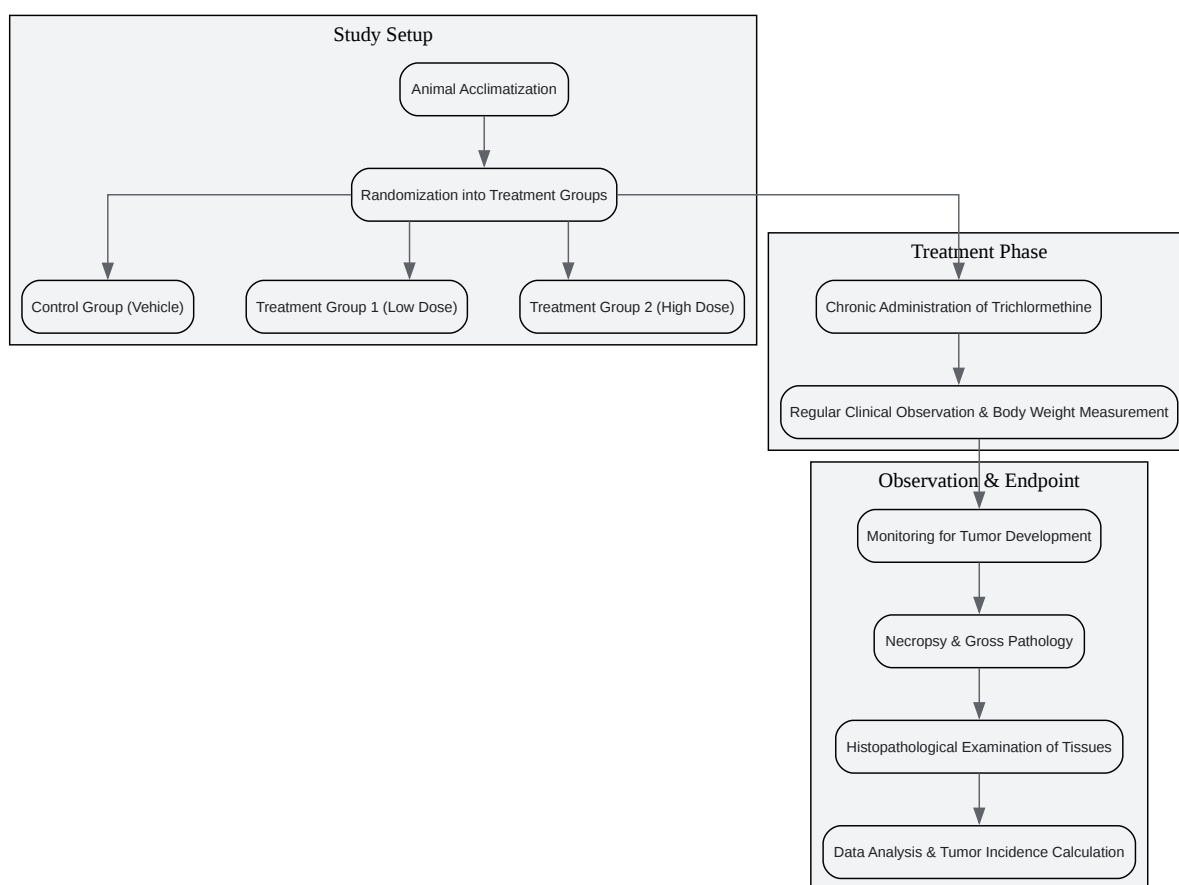 Study Setup
Animal Acclimatization
Randomization into Treatment Groups
Control Group (Vehicle)
Treatment Group 1 (Low Dose)
Treatment Group 2 (High Dose)
Treatment Phase
Chronic Administration of Trichlormethine
Regular Clinical Observation & Body Weight Measurement
Observation & Endpoint
Monitoring for Tumor Development
Necropsy & Gross Pathology
Histopathological Examination of Tissues
Data Analysis & Tumor Incidence Calculation